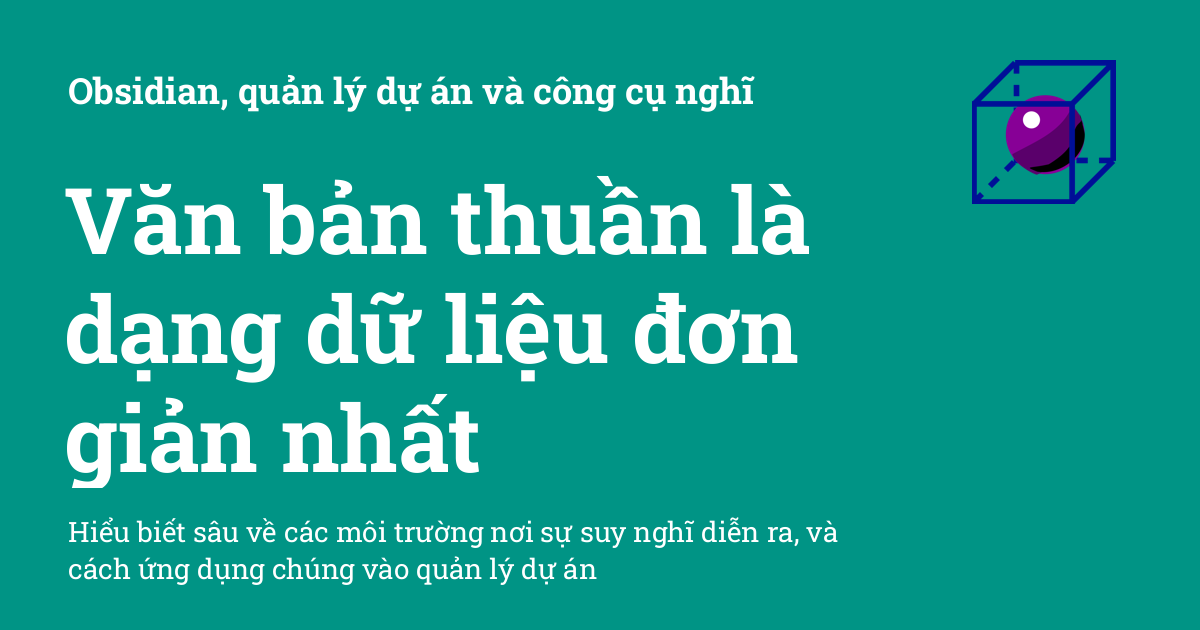 Obsidian, quản lý dự án và công cụ nghĩ
Văn bản thuần là
dạng dữ liệu đơn
giản nhất
Hiểu biết sâu về các môi trường nơi sự suy nghĩ diễn ra, và
cách ứng dụng chúng vào quản lý dự án